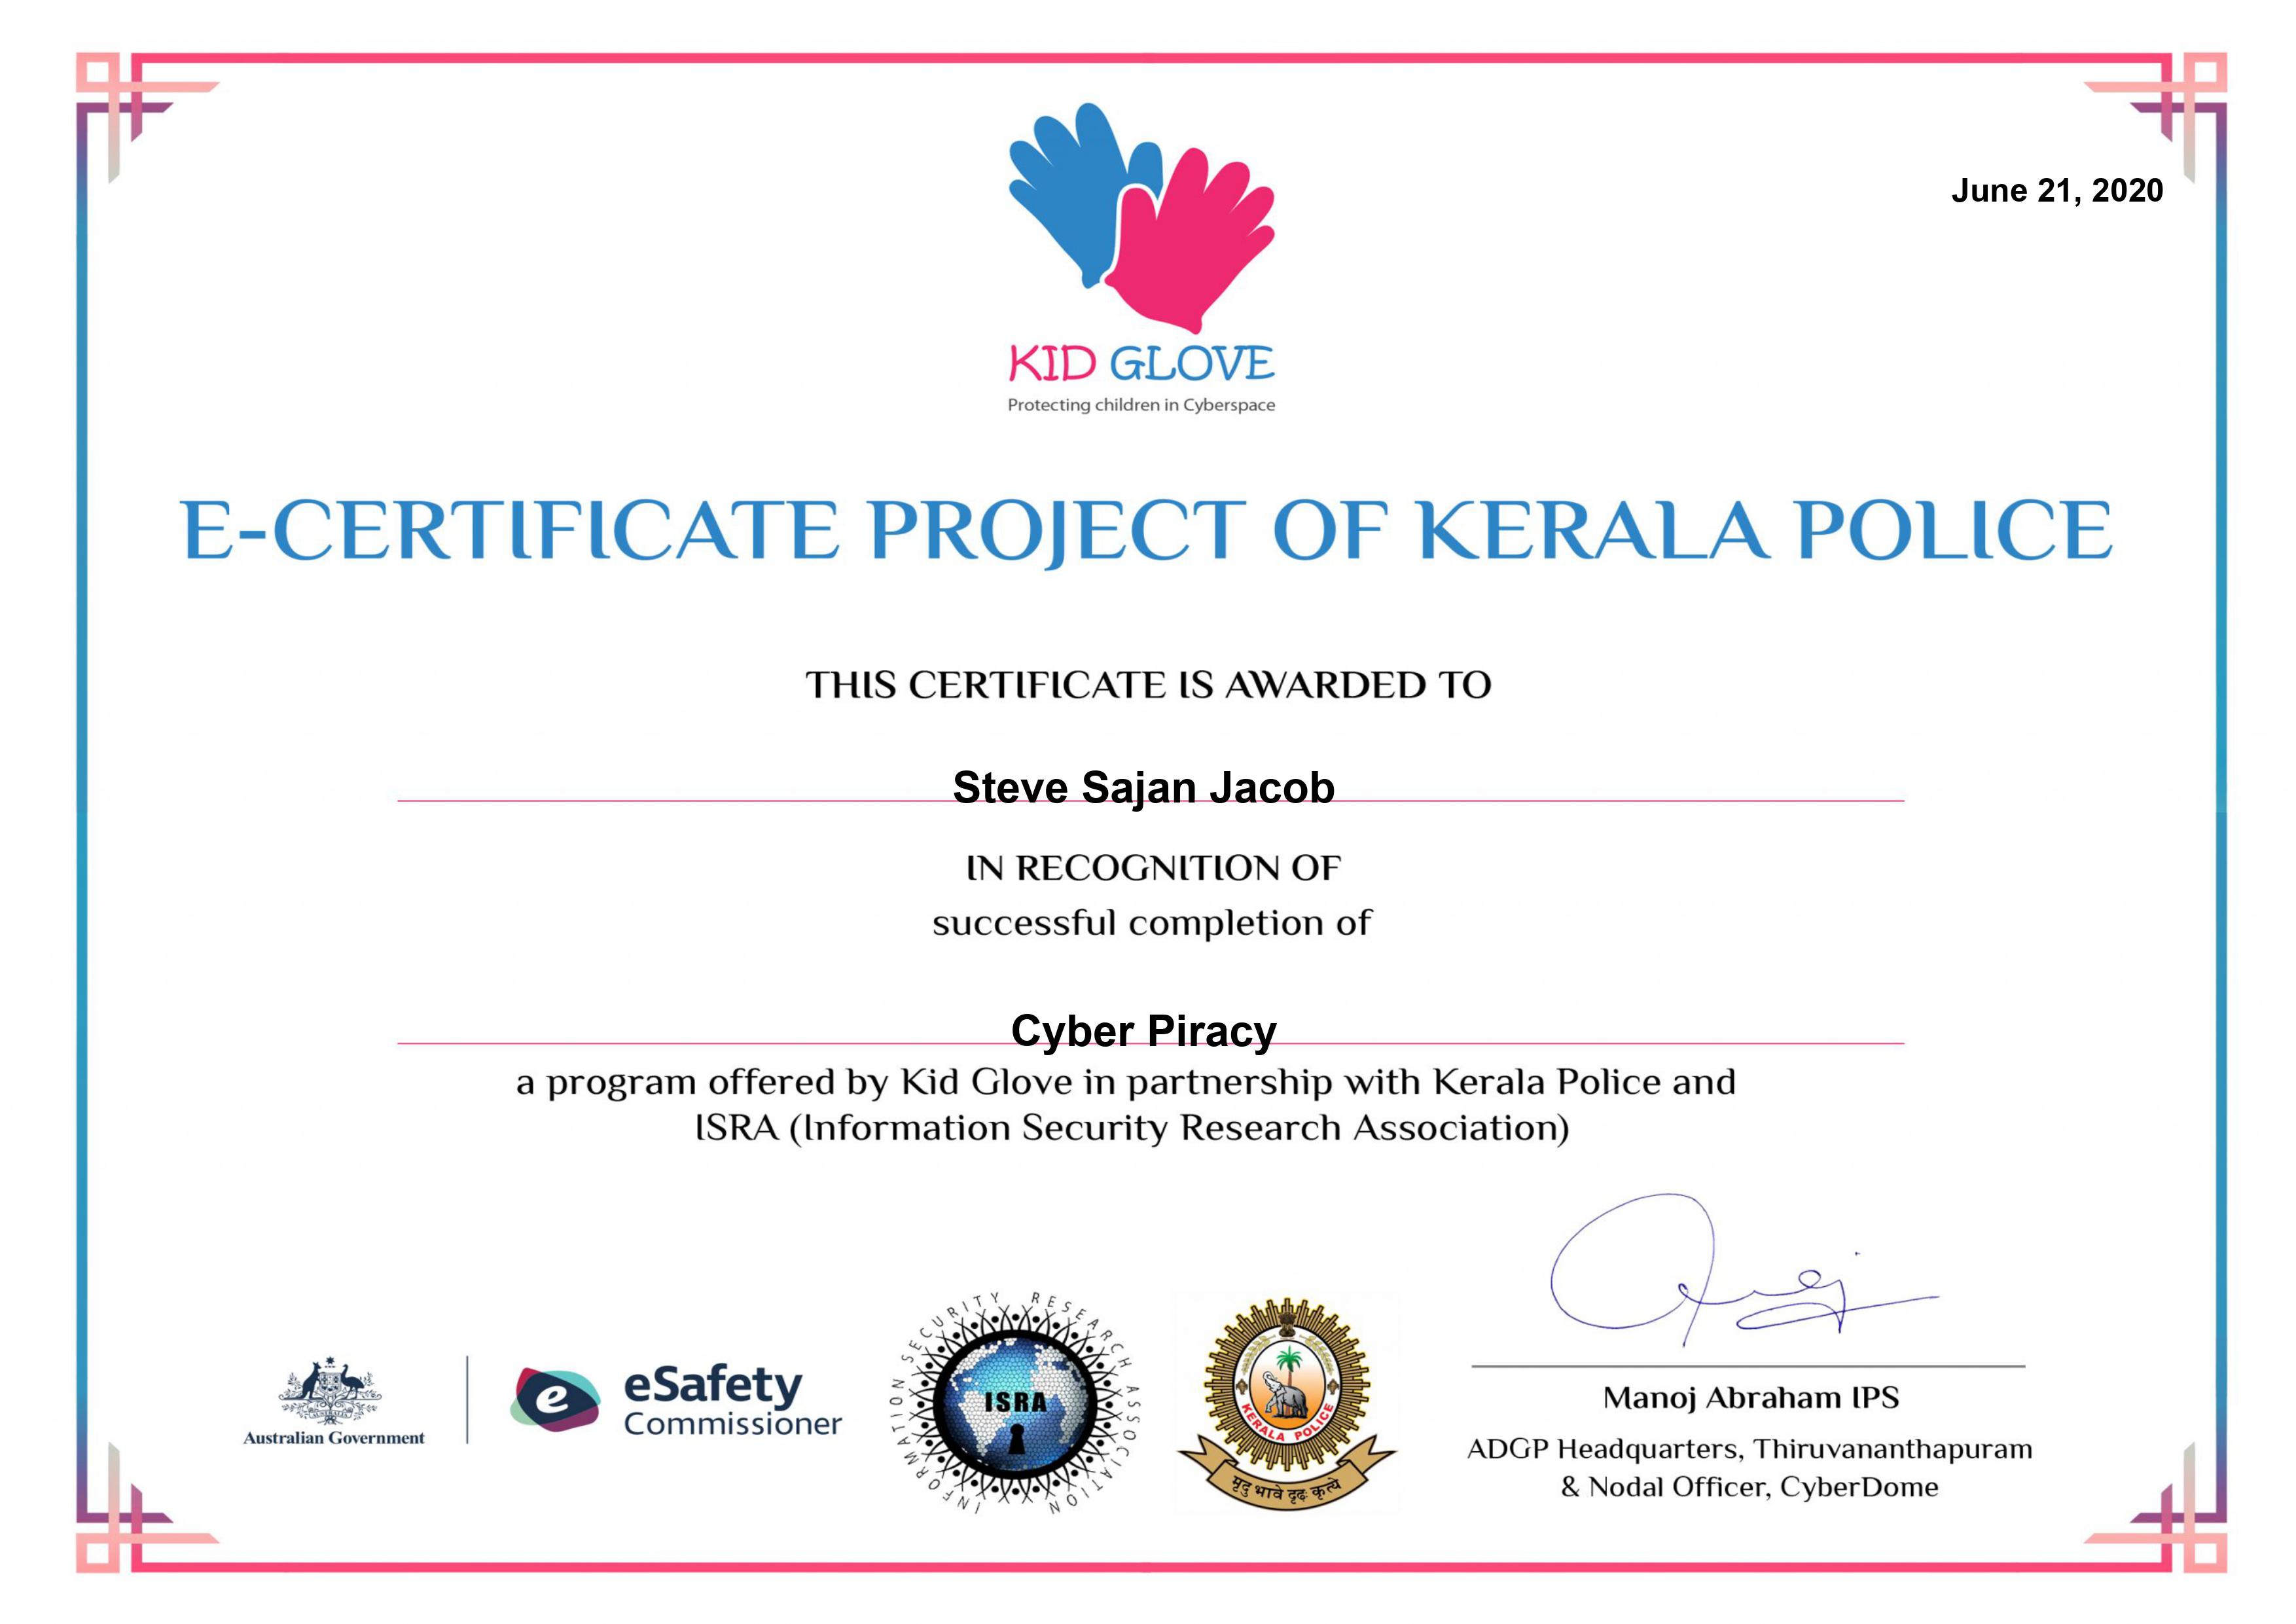 June 21, 2020
KID GLOVE
Protecting children in Cyberspace
E-CERTIFICATE PROJECT OF KERALA POLICE
THIS CERTIFICATE IS AWARDED TO
Steve Sajan Jacob
IN RECOGNITION OF
successful completion of
Cyber Piracy
a program offered by Kid Glove in partnership with Kerala Police and
ISRA (Information Security Research Association)
AUSTRALIA
Australian Government
e
eSafety
Commissioner
INFORMATION SECURITY RESEARCH ASSOCIATION
ISRA
KERALA POLICE
मृदु भावे दृढ कृत्ये
Manoj Abraham IPS
ADGP Headquarters, Thiruvananthapuram
& Nodal Officer, CyberDome